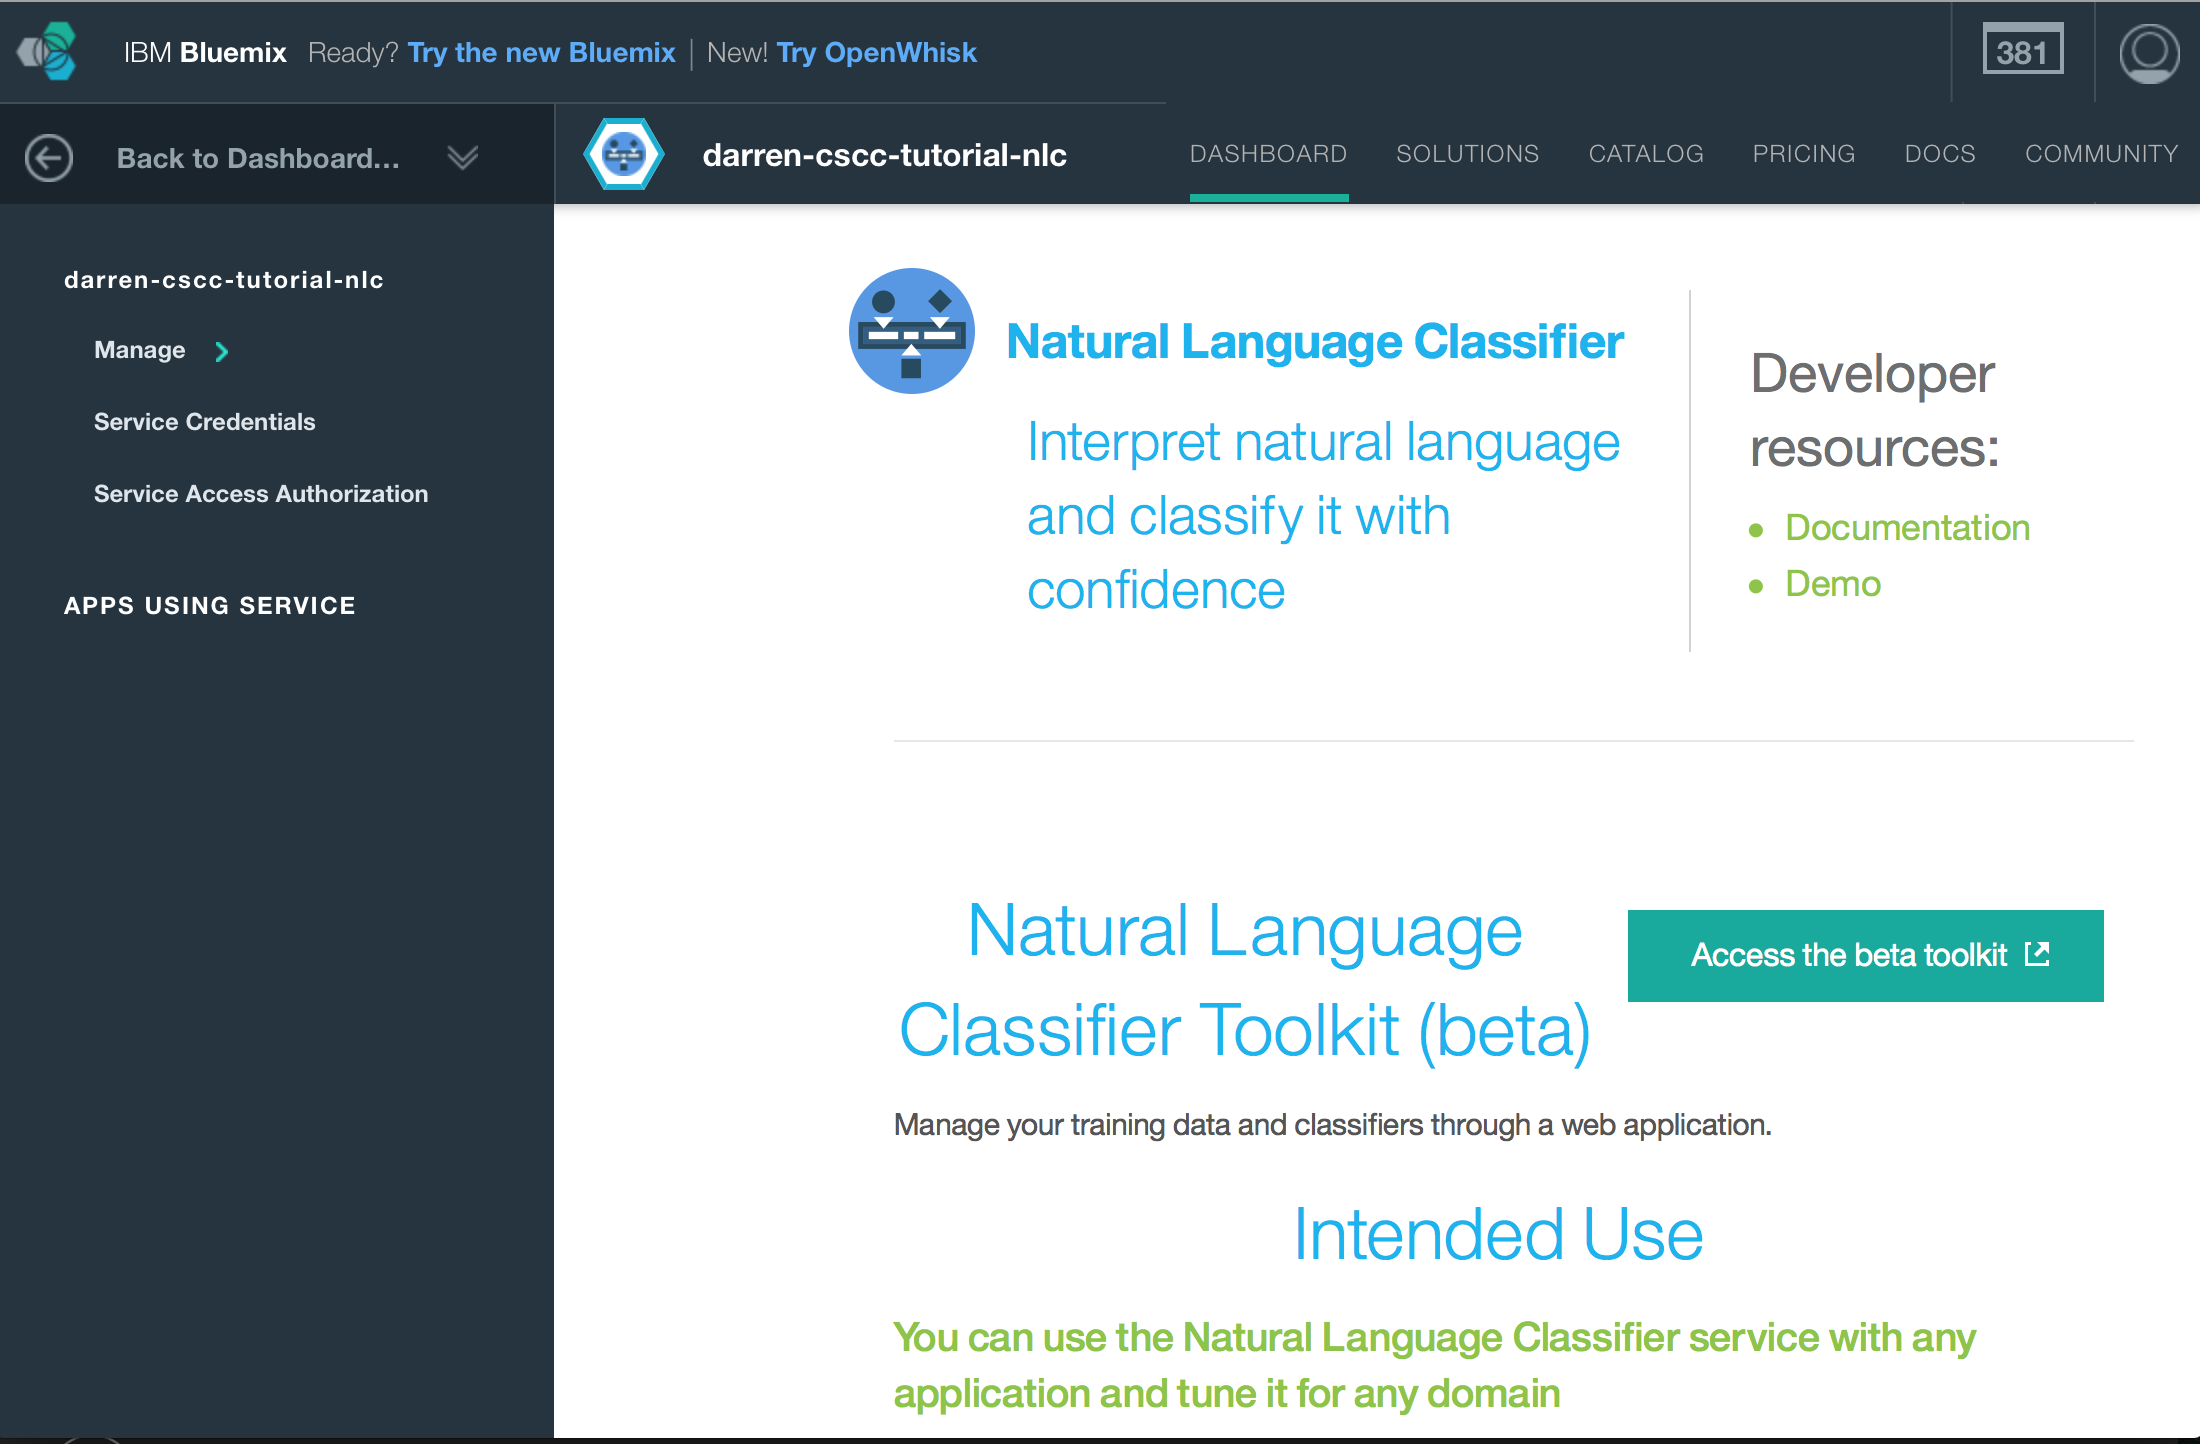 IBM Bluemix Ready? Try the new Bluemix | New! Try OpenWhisk
381
Back to Dashboard...
darren-cscc-tutorial-nlc
DASHBOARD SOLUTIONS CATALOG PRICING DOCS COMMUNITY
darren-cscc-tutorial-nlc
Manage
Service Credentials
Service Access Authorization
APPS USING SERVICE
Natural Language Classifier
Interpret natural language
and classify it with
confidence
Developer
resources:
Documentation
Demo
Natural Language
Classifier Toolkit (beta)
Access the beta toolkit
Manage your training data and classifiers through a web application.
Intended Use
You can use the Natural Language Classifier service with any
application and tune it for any domain